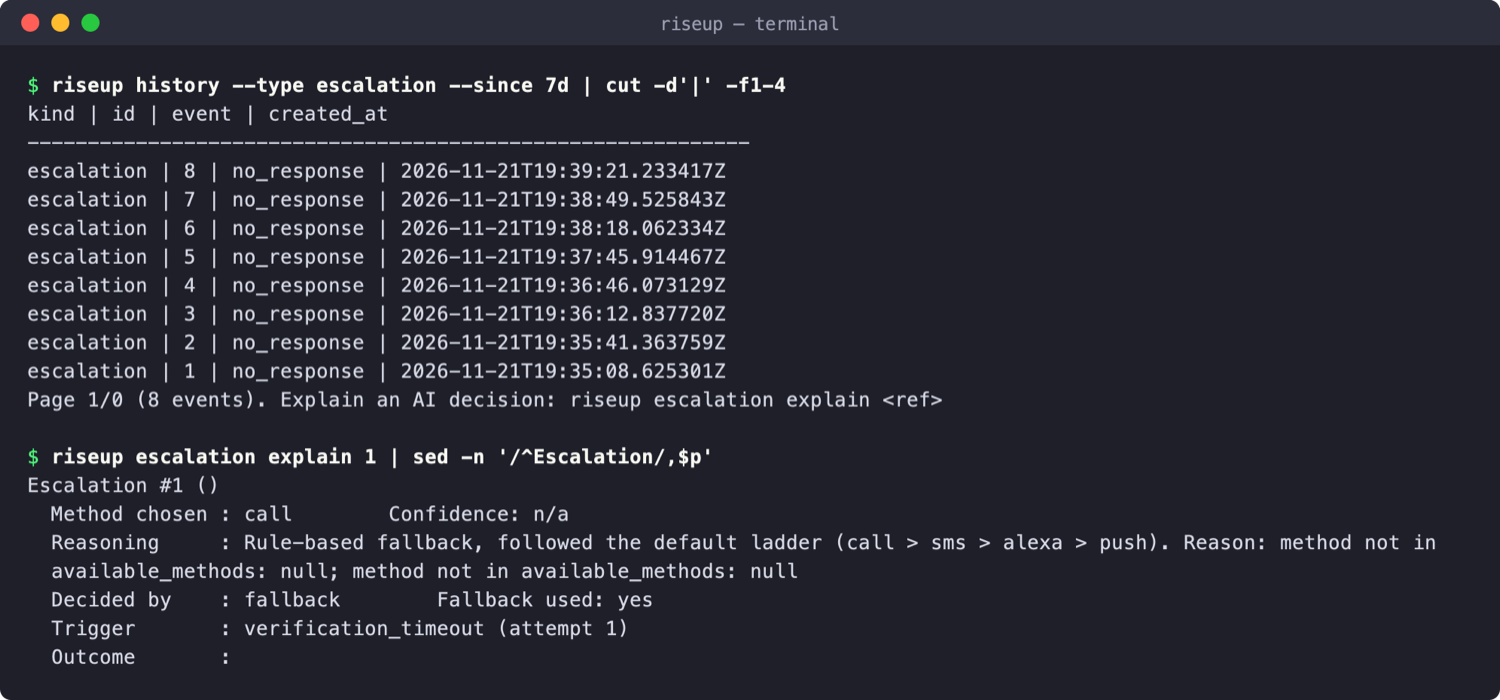 riseup — terminal
$ riseup history --type escalation --since 7d | cut -d'|' -f1-4
kind | id | event | created_at
------------------------------------------------------------
escalation | 8 | no_response | 2026-11-21T19:39:21.233417Z
escalation | 7 | no_response | 2026-11-21T19:38:49.525843Z
escalation | 6 | no_response | 2026-11-21T19:38:18.062334Z
escalation | 5 | no_response | 2026-11-21T19:37:45.914467Z
escalation | 4 | no_response | 2026-11-21T19:36:46.073129Z
escalation | 3 | no_response | 2026-11-21T19:36:12.837720Z
escalation | 2 | no_response | 2026-11-21T19:35:41.363759Z
escalation | 1 | no_response | 2026-11-21T19:35:08.625301Z
Page 1/0 (8 events). Explain an AI decision: riseup escalation explain <ref>
$ riseup escalation explain 1 | sed -n '/^Escalation/,$p'
Escalation #1 ()
  Method chosen : call        Confidence: n/a
  Reasoning     : Rule-based fallback, followed the default ladder (call > sms > alexa > push). Reason: method not in
  available_methods: null; method not in available_methods: null
  Decided by    : fallback        Fallback used: yes
  Trigger       : verification_timeout (attempt 1)
  Outcome       :